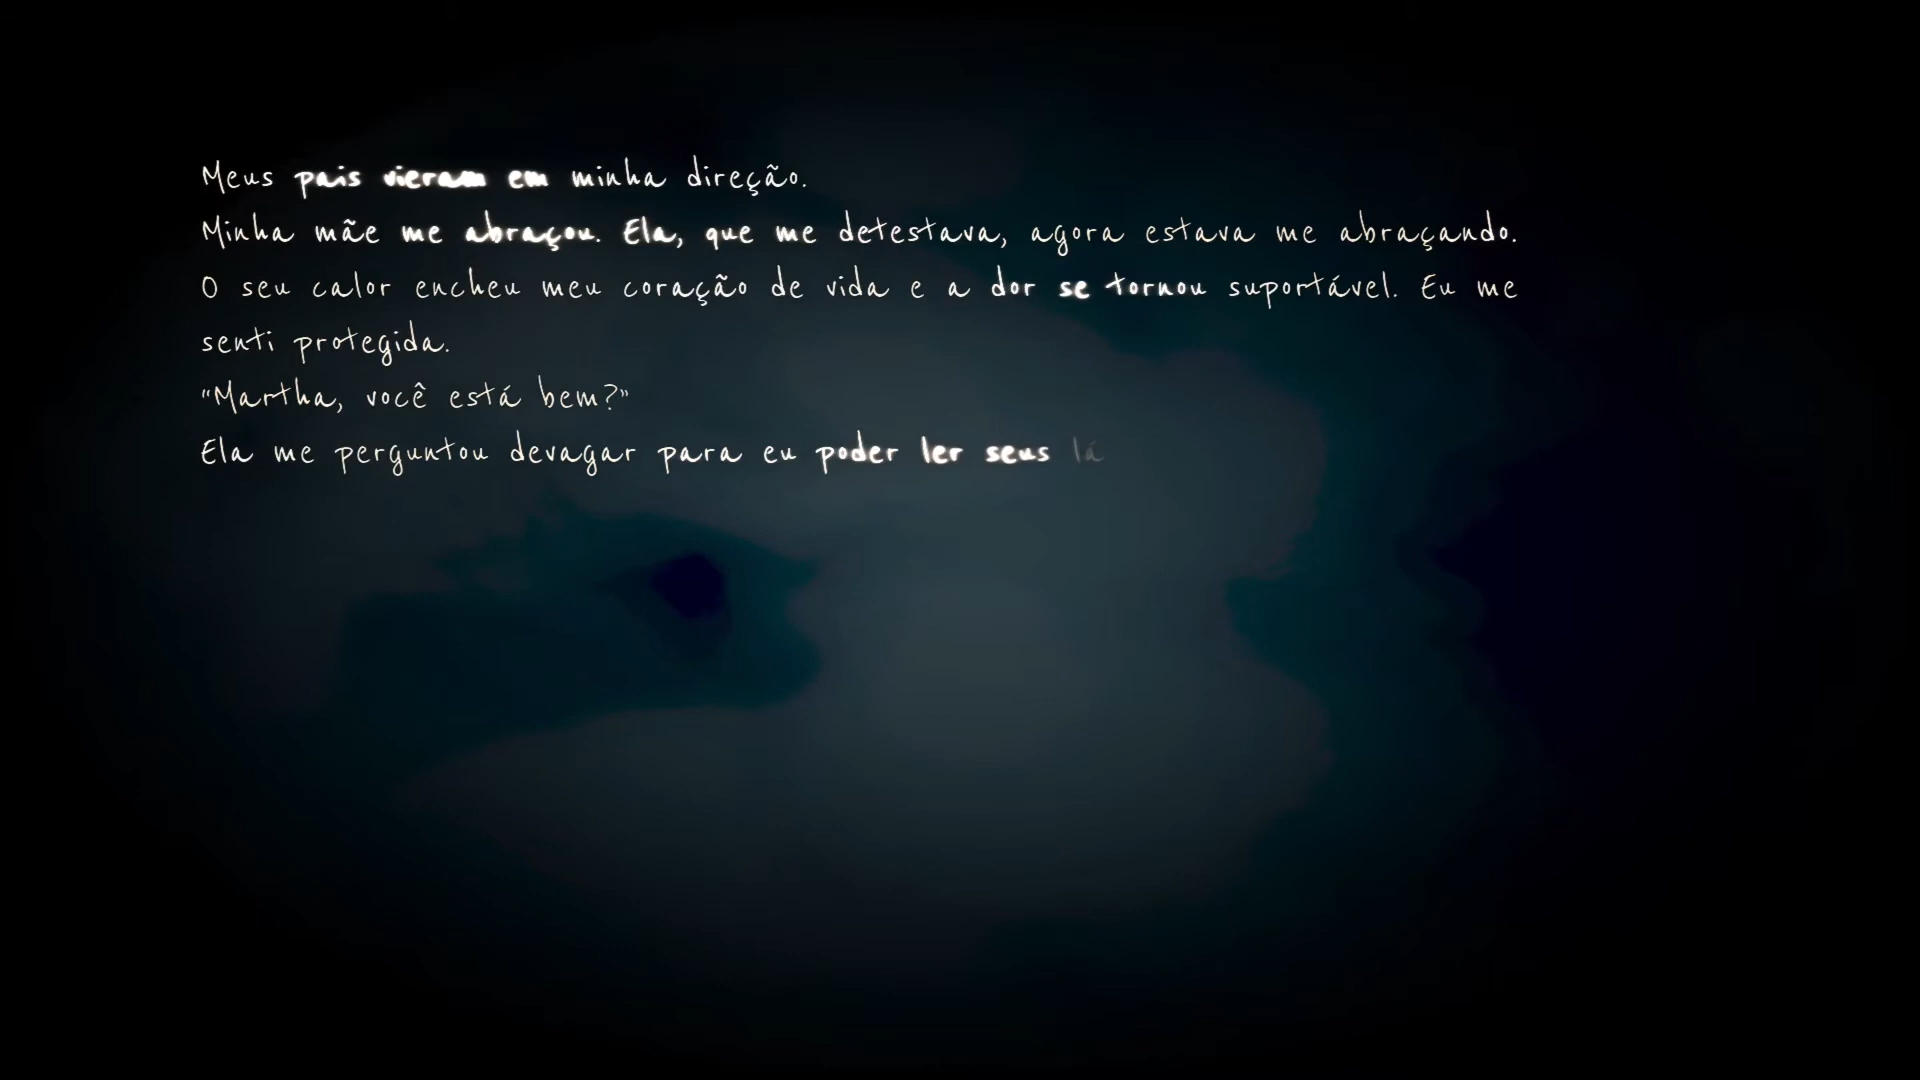 Meus pais vieram em minha direção.
Minha mãe me abraçou. Ela, que me detestava, agora estava me abraçando.
O seu calor encheu meu coração de vida e a dor se tornou suportável. Eu me
senti protegida.
"Martha, você está bem?"
Ela me perguntou devagar para eu poder ler seus lá